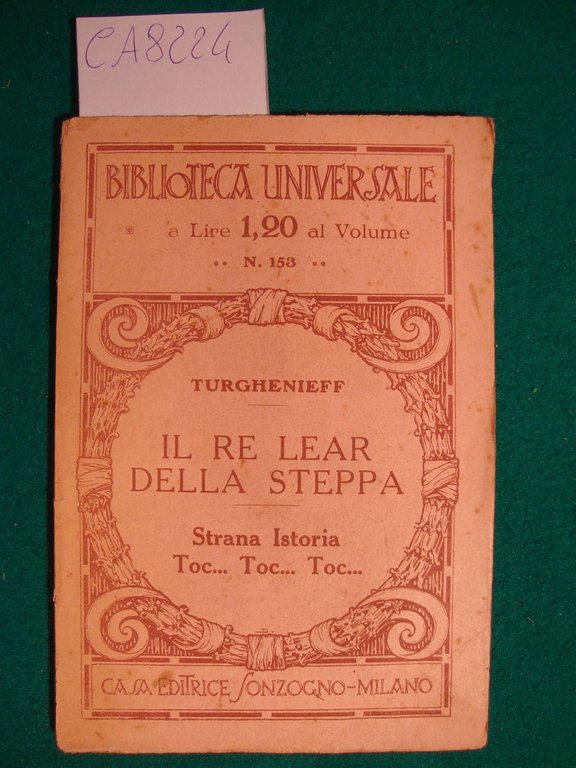 CA8224
BIBLIOTECA UNIVERSALE
a Lire 1,20 al Volume
N. 153
TURGHENIEFF
IL RE LEAR
DELLA STEPPA
Strana Istoria
Toc... Toc... Toc...
CASA EDITRICE SONZOGNO-MILANO